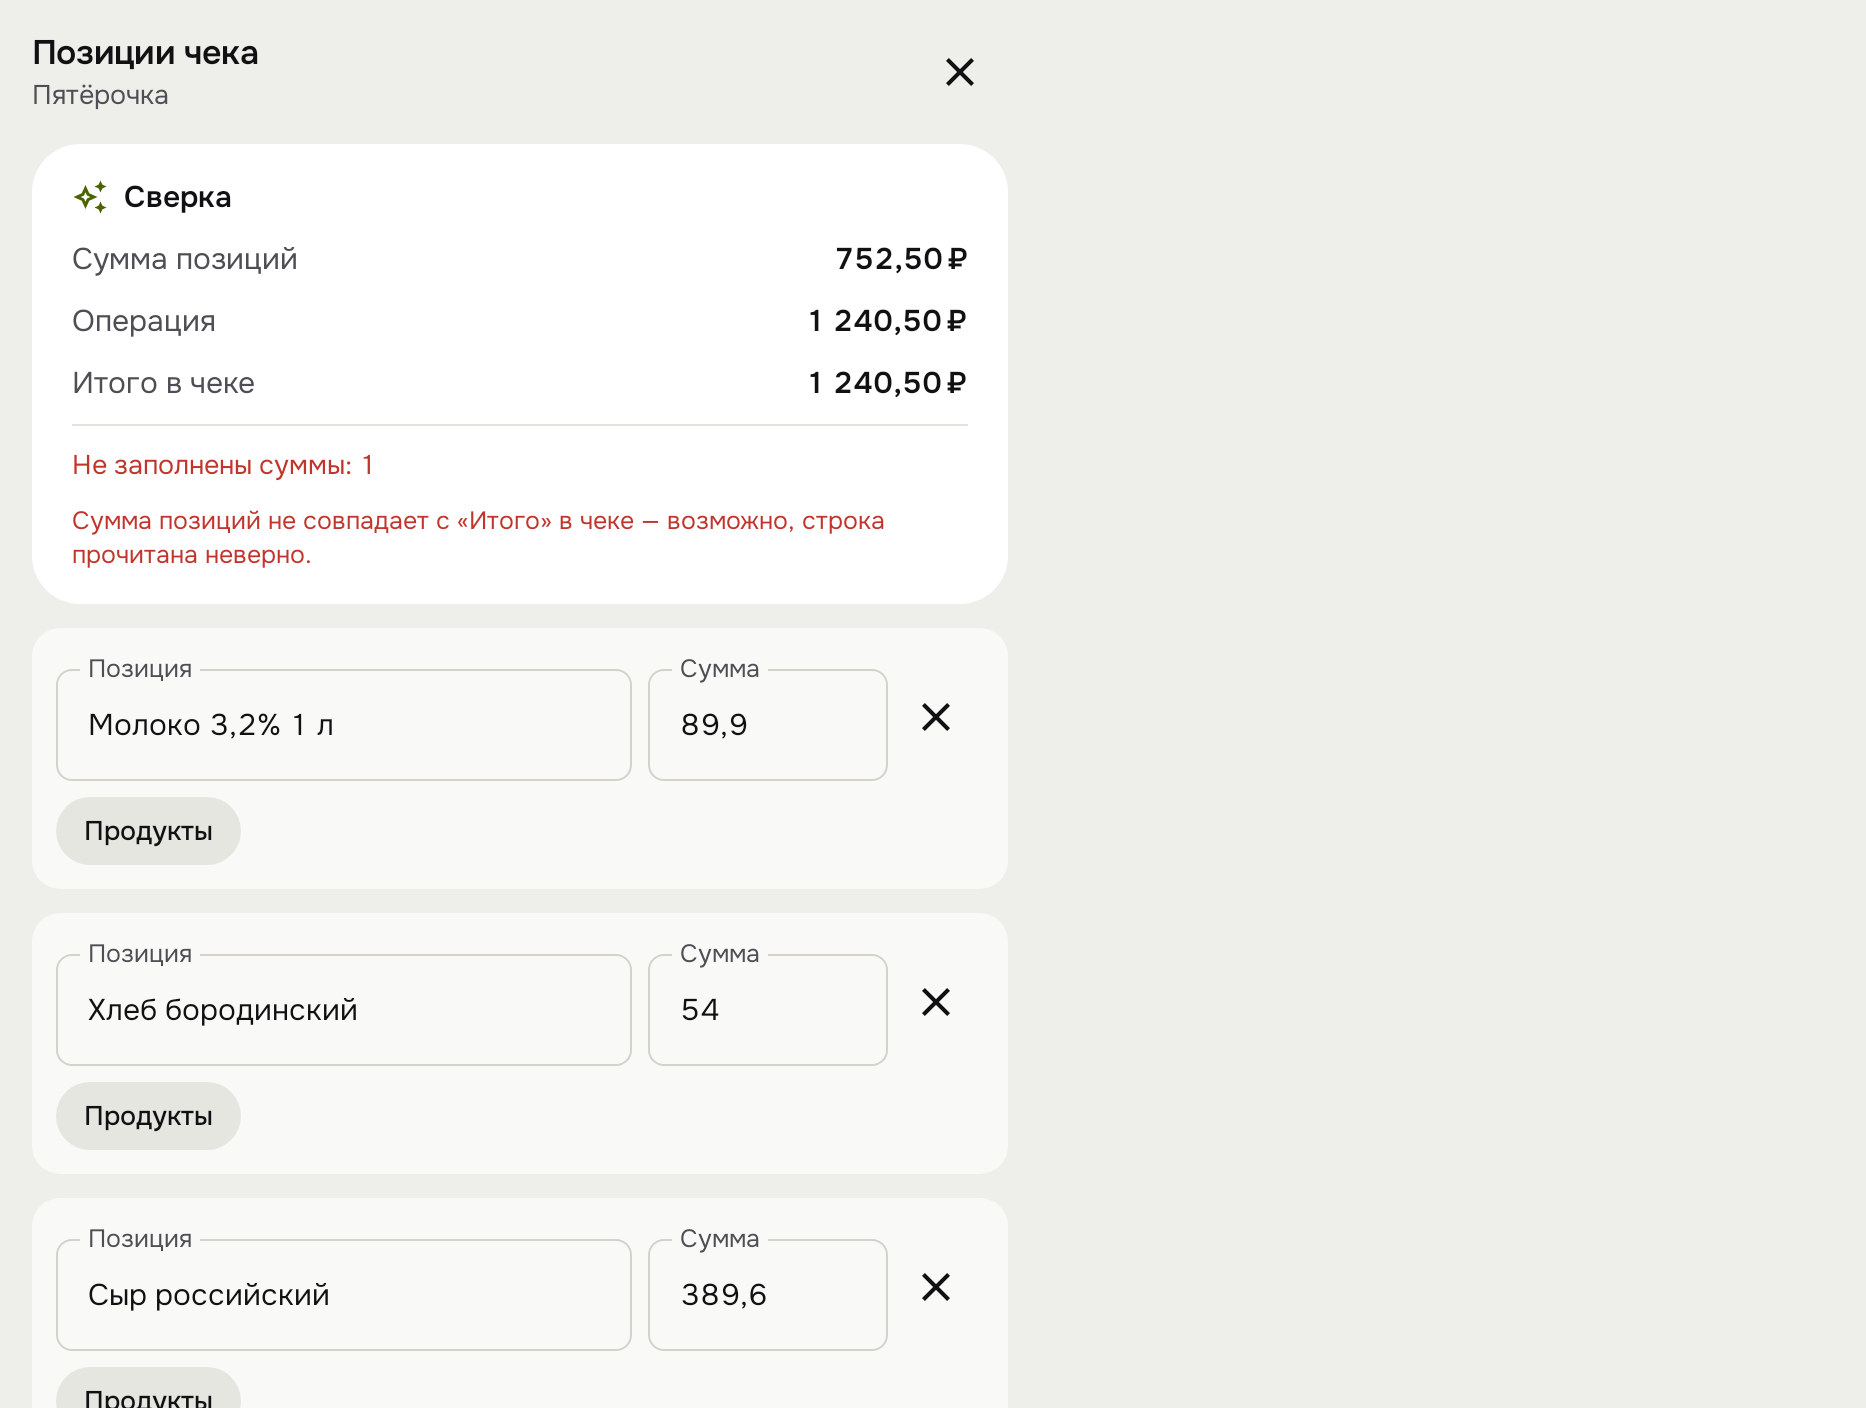 Позиции чека
Пятёрочка
Сверка
Сумма позиций 752,50 ₽
Операция 1 240,50 ₽
Итого в чеке 1 240,50 ₽
Не заполнены суммы: 1
Сумма позиций не совпадает с «Итого» в чеке — возможно, строка
прочитана неверно.
Позиция Сумма
Молоко 3,2% 1 л 89,9
Продукты
Позиция Сумма
Хлеб бородинский 54
Продукты
Позиция Сумма
Сыр российский 389,6
Продукты